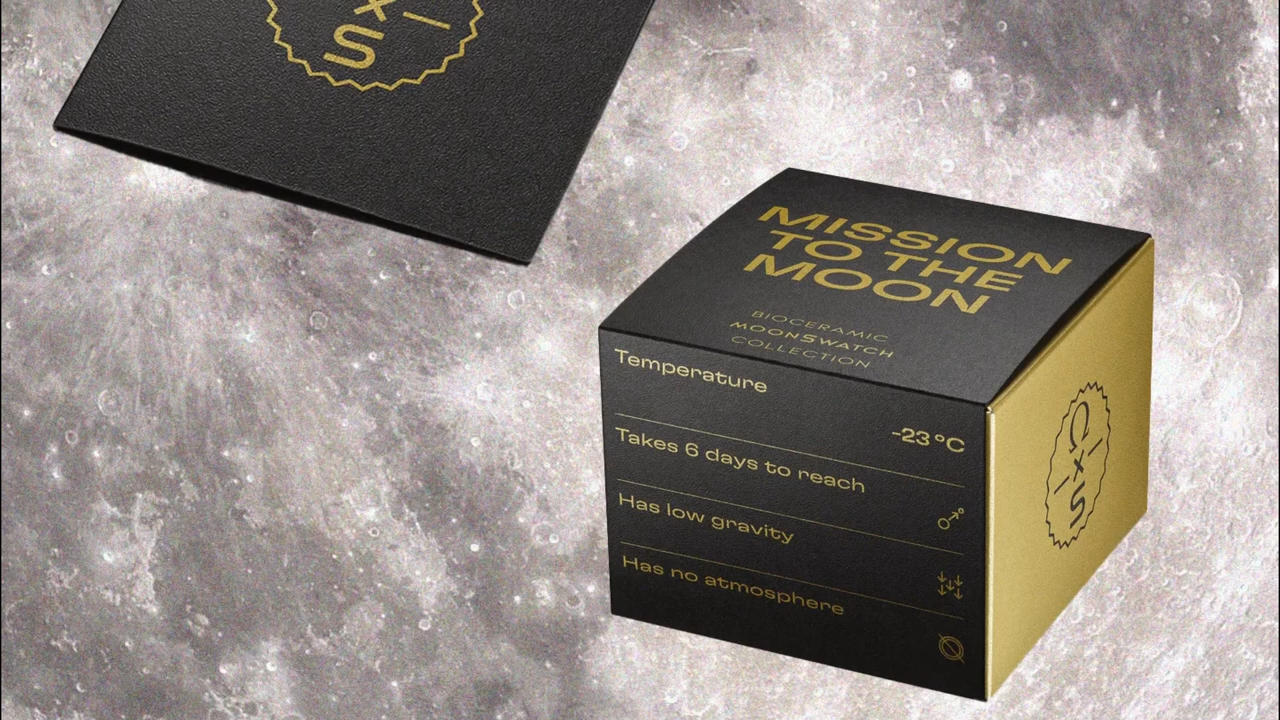 x
S
MISSION
TO THE
MOON
BIOCERAMIC
MOONSWATCH
COLLECTION
Temperature
-23 °C
Takes 6 days to reach
Has low gravity
Has no atmosphere
C
x
S